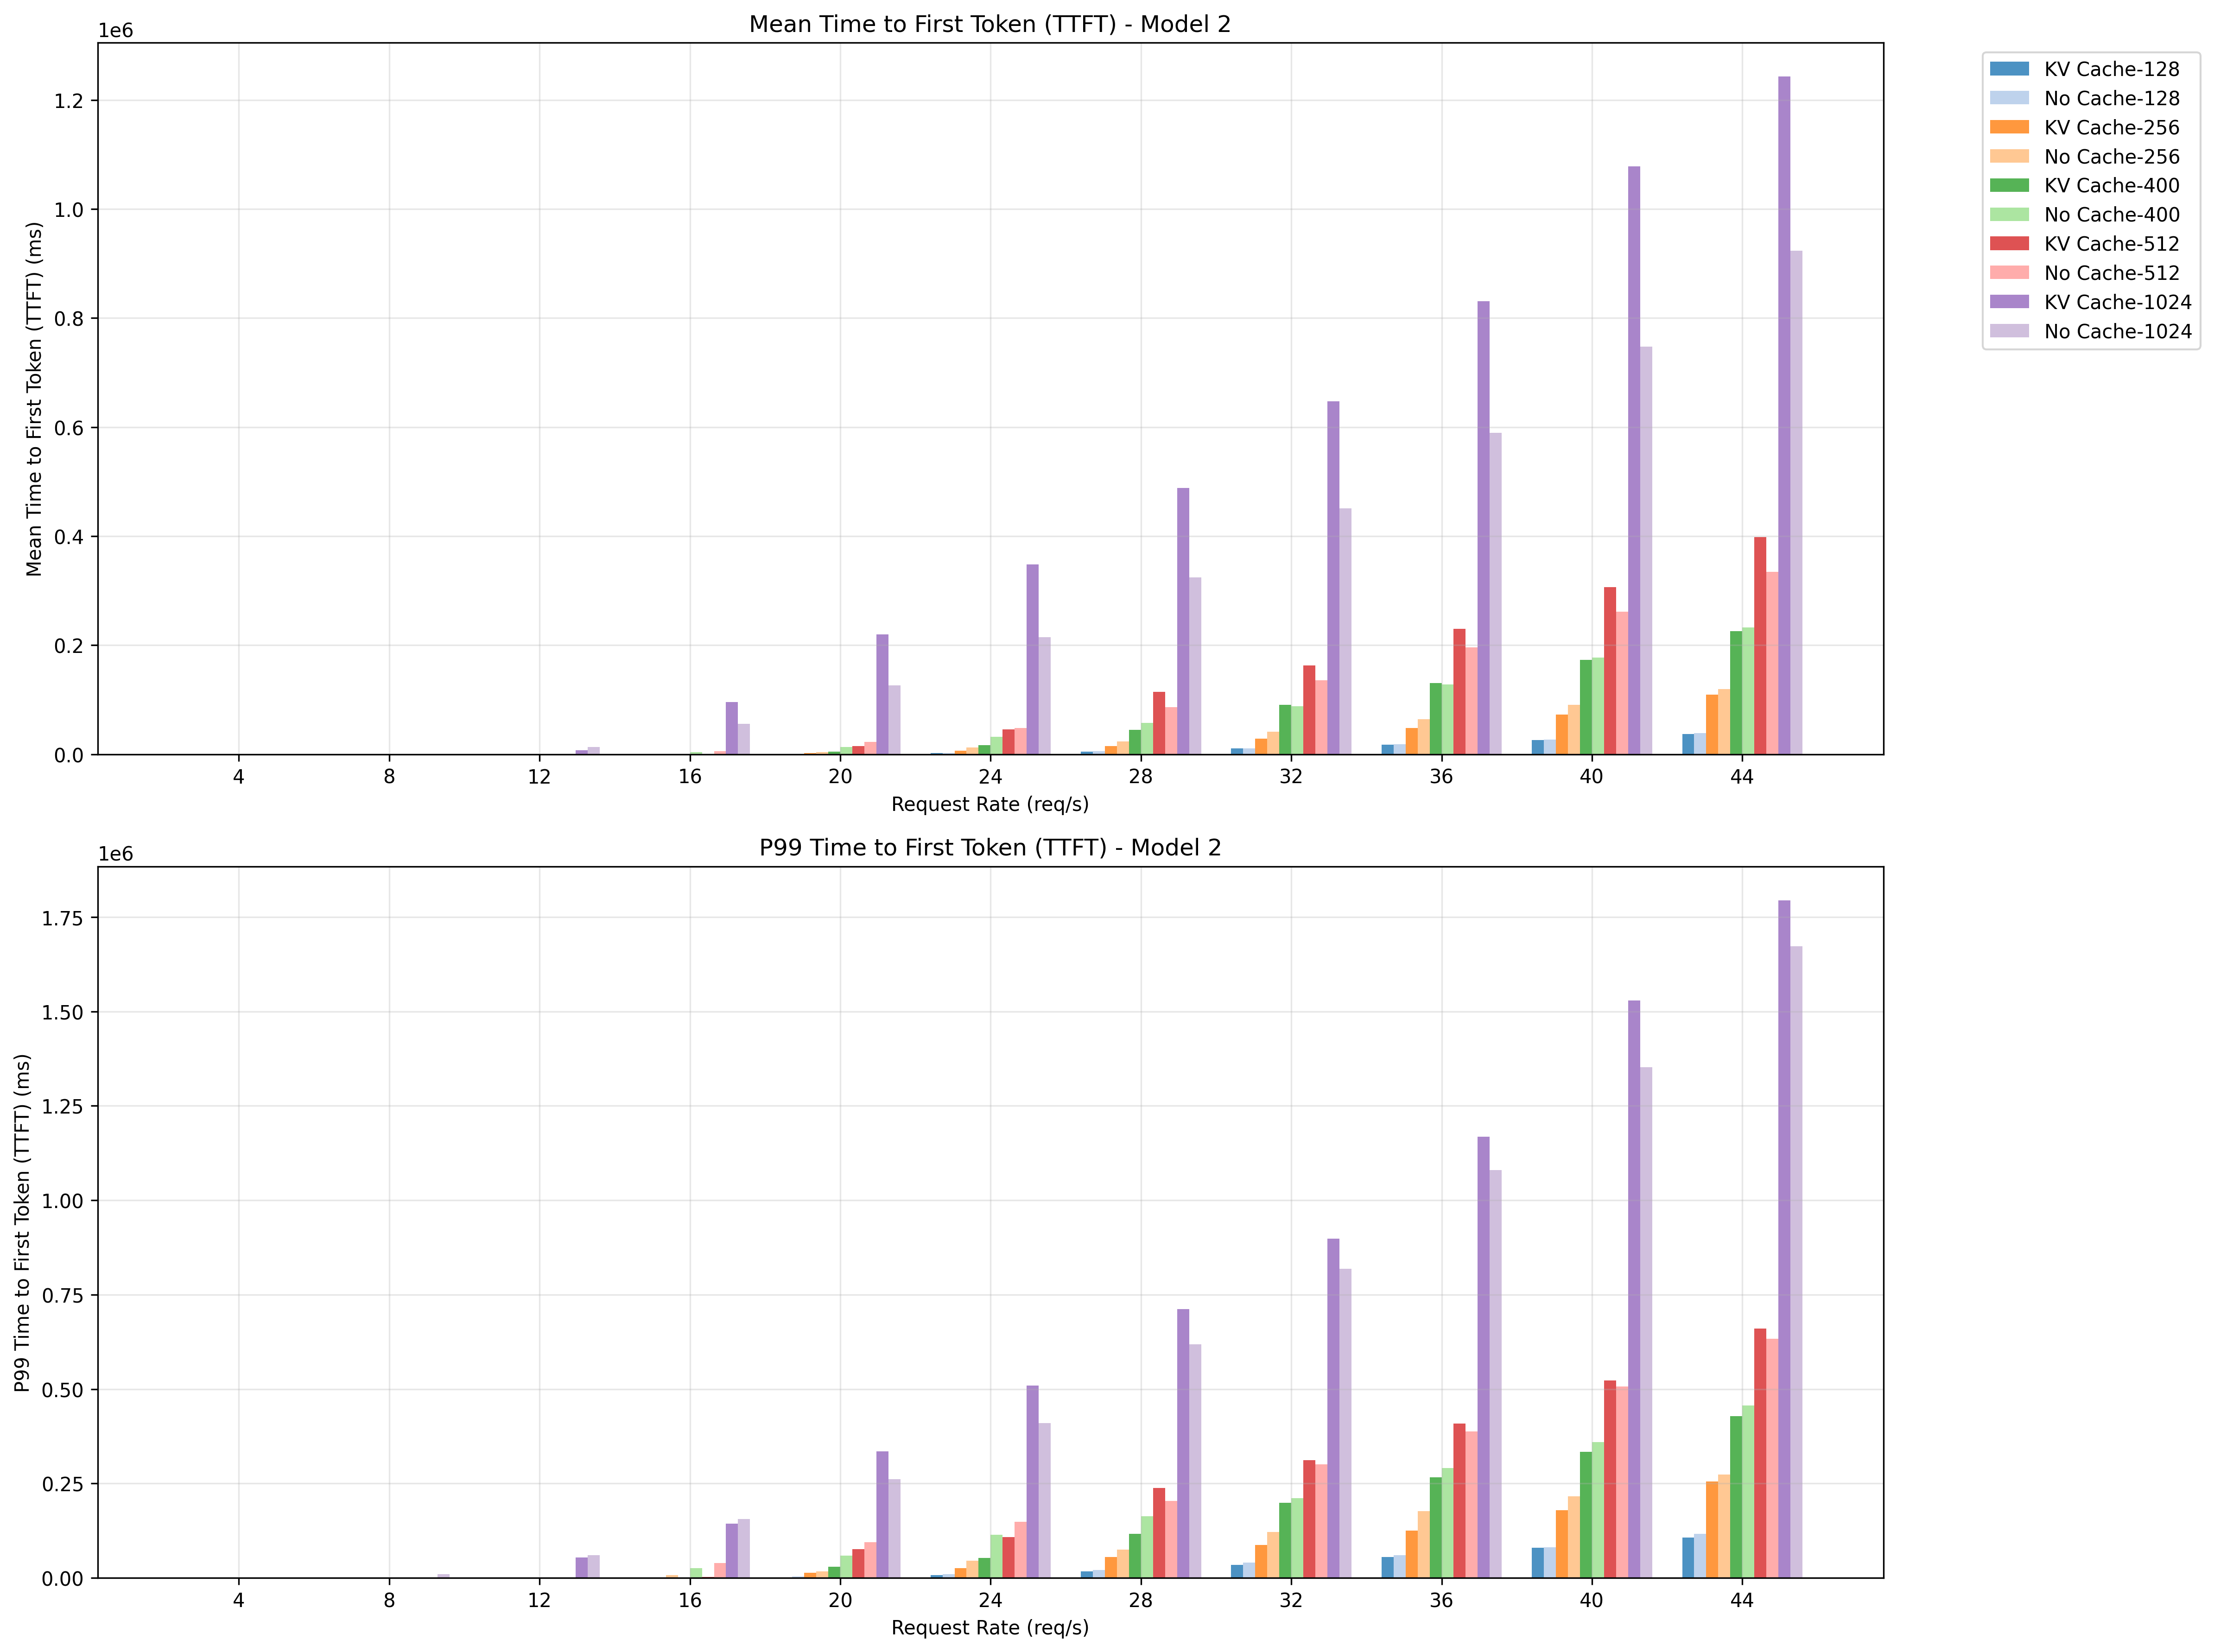 Mean Time to First Token (TTFT) - Model 2
1e6
Mean Time to First Token (TTFT) (ms)
1.2
1.0
0.8
0.6
0.4
0.2
0.0
4 8 12 16 20 24 28 32 36 40 44
Request Rate (req/s)
KV Cache-128
No Cache-128
KV Cache-256
No Cache-256
KV Cache-400
No Cache-400
KV Cache-512
No Cache-512
KV Cache-1024
No Cache-1024
P99 Time to First Token (TTFT) - Model 2
1e6
P99 Time to First Token (TTFT) (ms)
1.75
1.50
1.25
1.00
0.75
0.50
0.25
0.00
4 8 12 16 20 24 28 32 36 40 44
Request Rate (req/s)